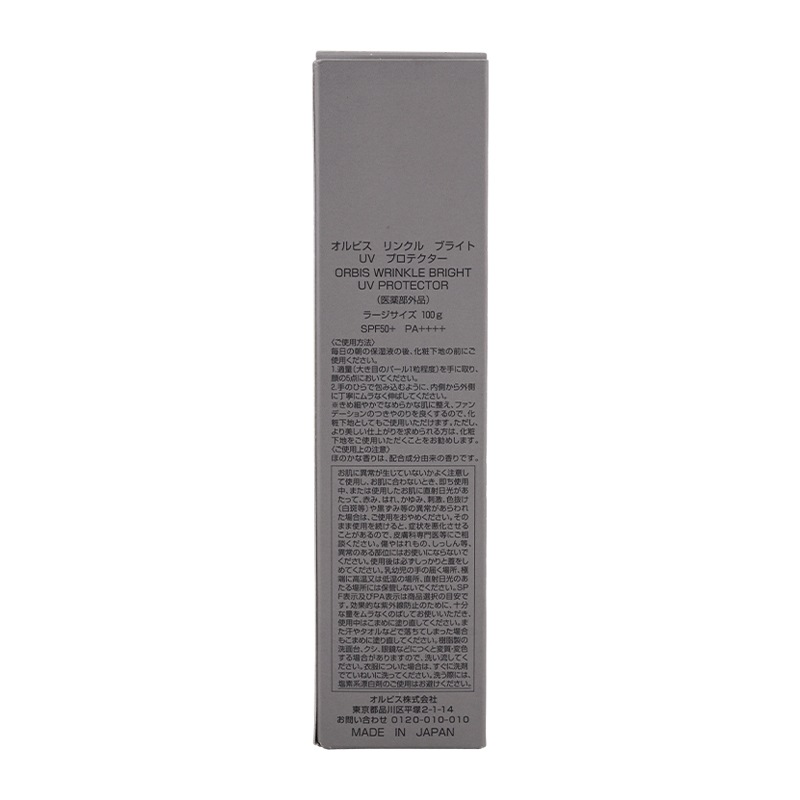 オルビス リンクル ブライト
UV プロテクター
ORBIS WRINKLE BRIGHT
UV PROTECTOR
(医薬部外品)
ラージサイズ 100g
SPF50+ PA++++
〈ご使用方法〉
毎日の朝の保湿液の後、化粧下地の前にご
使用ください。
1.適量(大き目のパール1粒程度)を手に取り、
顔の5点においてください。
2.手のひらで包み込むように、内側から外側
に丁寧にムラなく伸ばしてください。
※きめ細やかでなめらかな肌に整え、ファン
デーションのつきやのりを良くするので、化
粧下地としてもご使用いただけます。ただし、
より美しい仕上がりを求められる方は、化粧
下地をご使用いただくことをお勧めします。
〈ご使用上の注意〉
ほのかな香りは、配合成分由来の香りです。
お肌に異常が生じていないかよく注意し
て使用し、お肌に合わないとき、即ち使用
中、または使用したお肌に直射日光があ
たって、赤み、はれ、かゆみ、刺激、色抜け
(白斑等)や黒ずみ等の異常があらわれ
た場合は、ご使用をおやめください。その
まま使用を続けると、症状を悪化させる
ことがあるので、皮膚科専門医等にご相
談ください。傷やはれもの、しっしん等、
異常のある部位にはお使いにならないで
ください。使用後は必ずしっかりと蓋をし
めてください。乳幼児の手の届く場所、極
端に高温又は低温の場所、直射日光のあ
たる場所には保管しないでください。SP
F表示及びPA表示は商品選択の目安で
す。効果的な紫外線防止のために、十分
な量をムラなくのばしてお使いいただき、
使用中はこまめに塗り直してください。ま
た汗やタオルなどで落ちてしまった場合
もこまめに塗り直してください。樹脂製の
洗面台、クシ、眼鏡などにつくと変質・変色
する場合がありますので、洗い流してく
ださい。衣服についた場合は、すぐに洗剤
でていねいに洗ってください。洗う際には、
塩素系漂白剤のご使用はお避けください。
オルビス株式会社
東京都品川区平塚2-1-14
お問い合わせ 0120-010-010
MADE IN JAPAN